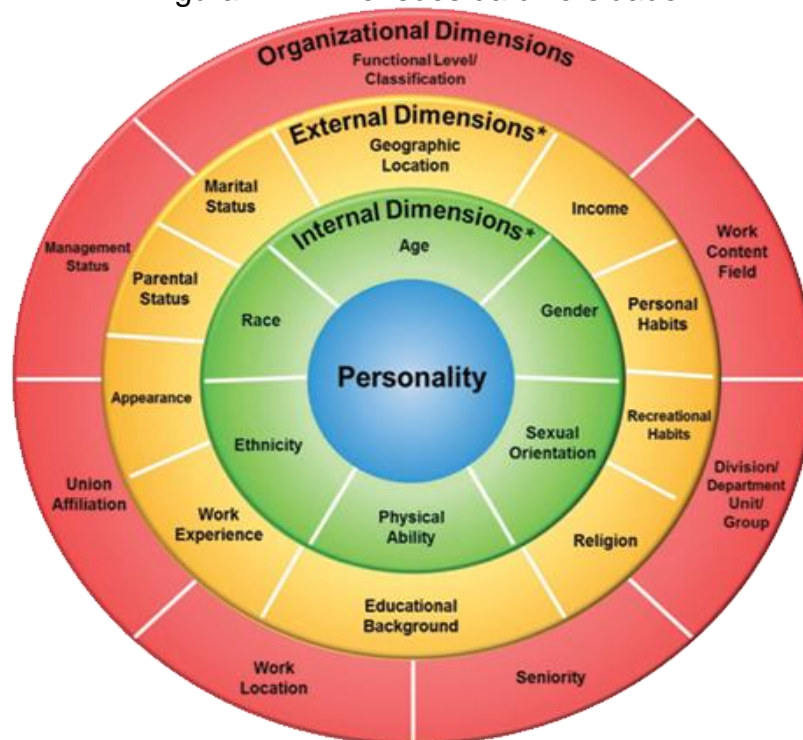 Organizational Dimensions
Functional Level/
Classification
External Dimensions*
Geographic
Location
Marital
Status
Income
Internal Dimensions*
Age
Management
Status
Work
Content
Field
Parental
Status
Personal
Habits
Race
Gender
Personality
Appearance
Recreational
Habits
Ethnicity
Sexual
Orientation
Union
Affiliation
Division/
Department
Unit/
Group
Work
Experience
Physical
Ability
Religion
Educational
Background
Work
Location
Seniority